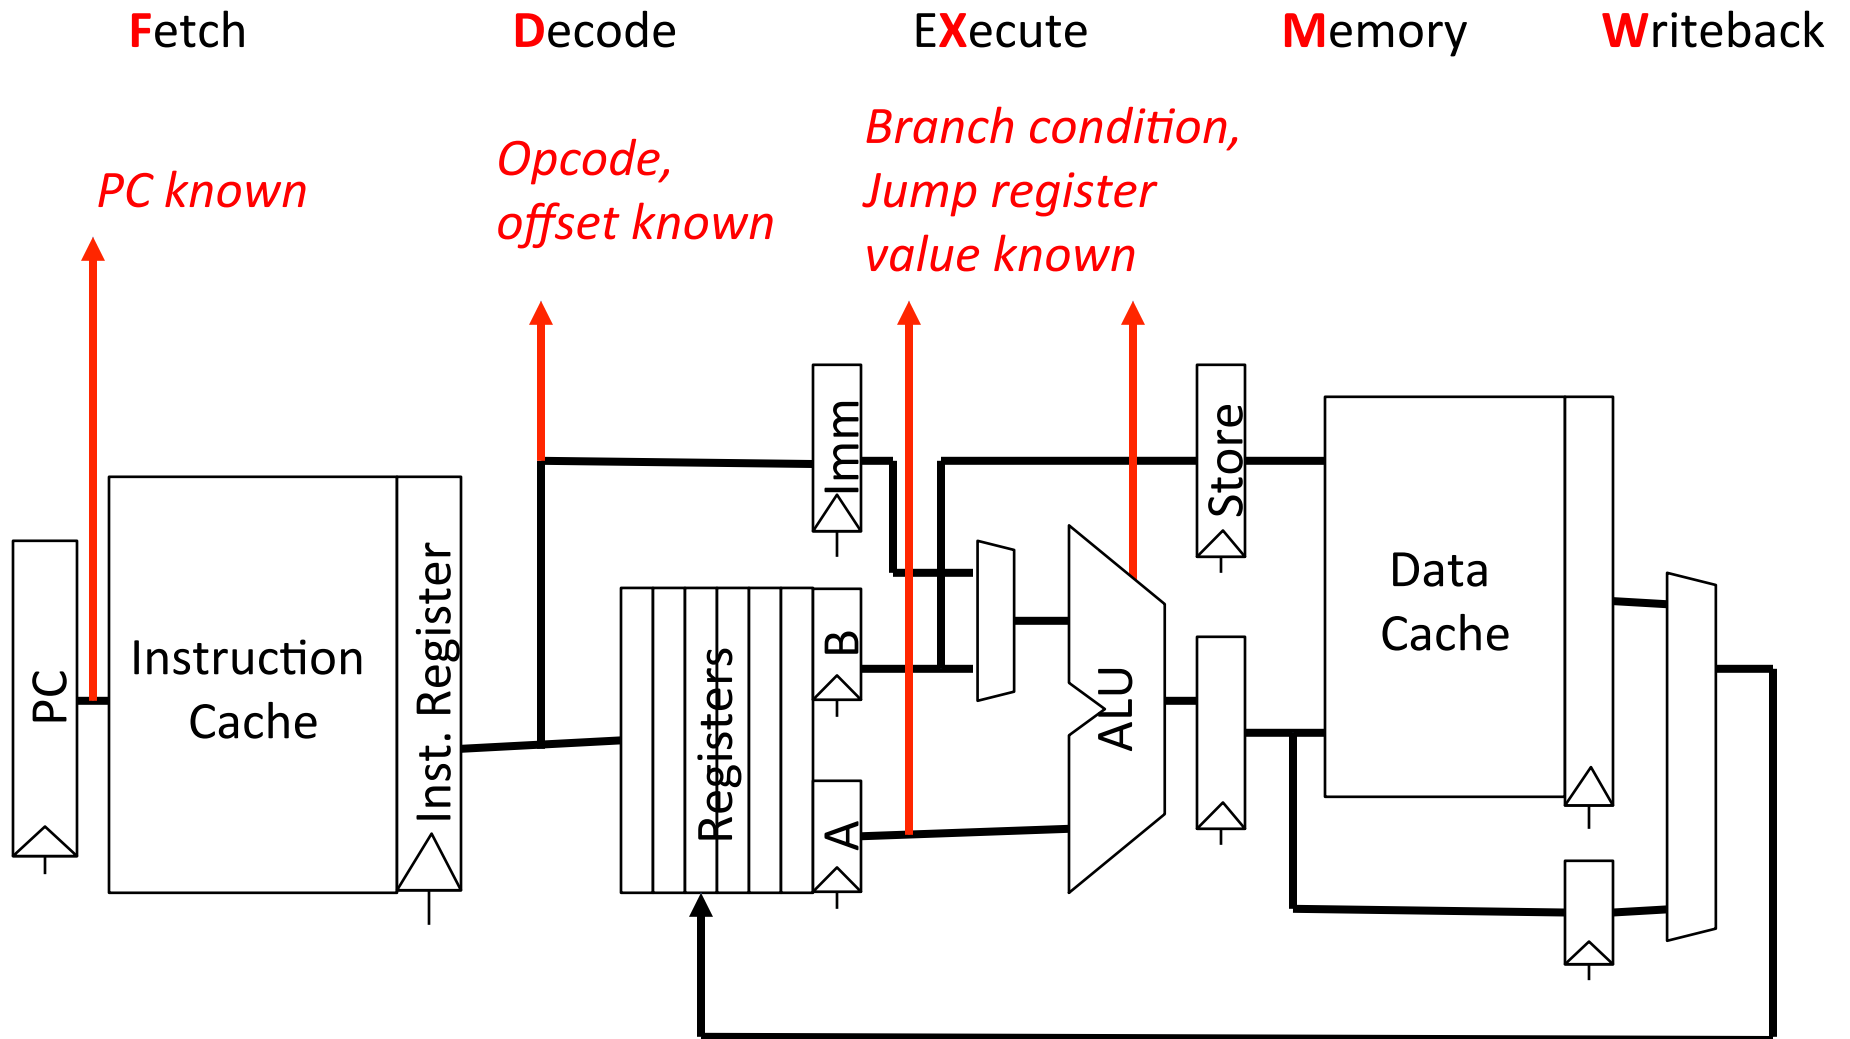 Fetch
Decode
EXecute
Memory
Writeback
PC known
Opcode,
offset known
Branch condition,
Jump register
value known
PC
Instruction
Cache
Inst. Register
Registers
Imm
B
A
ALU
Store
Data
Cache